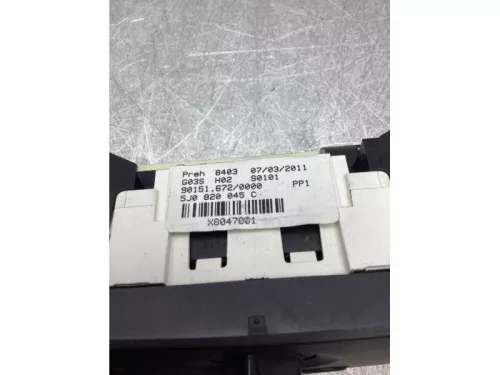 Preh 8403 07/03/2011
G03S H02 S0101
90151.672/0000 PP1
5J0 820 045 C
X8047001